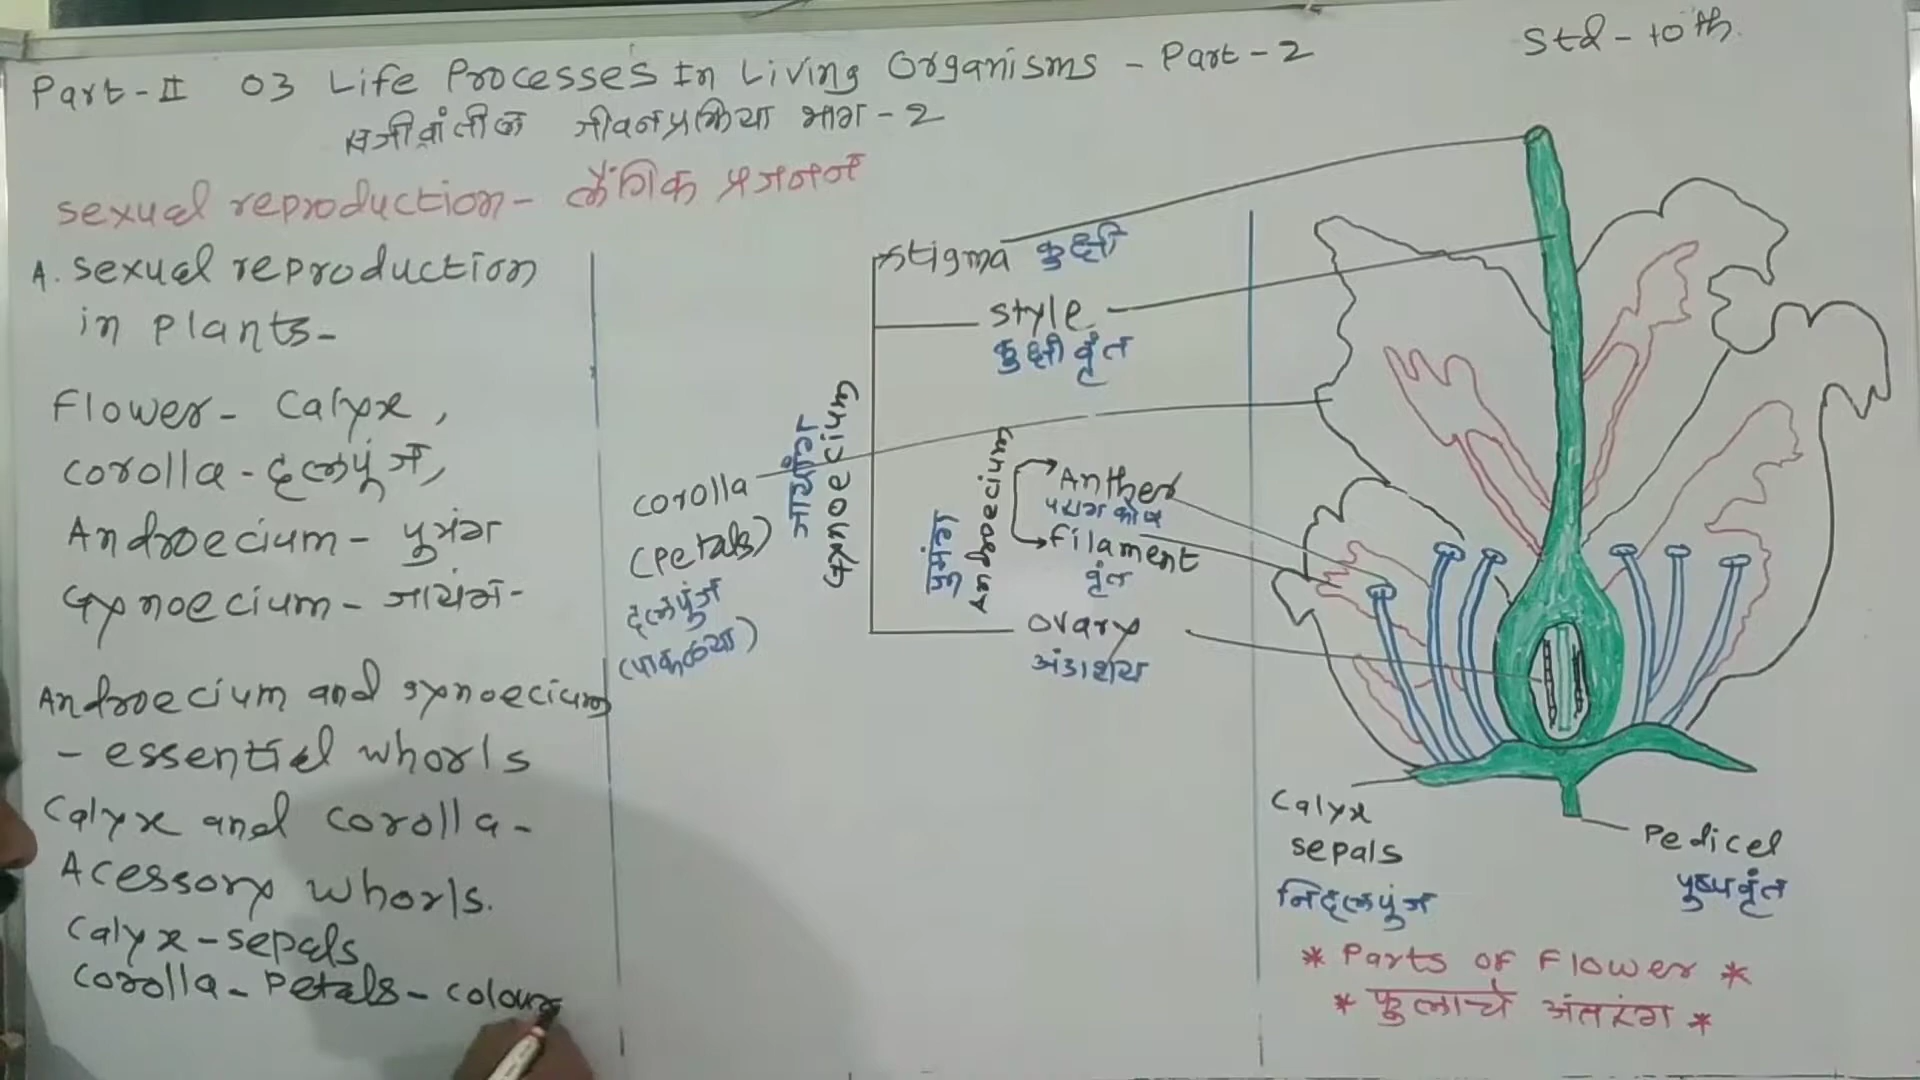 Part-II 03 Life Processes In Living Organisms - Part-2
सजीवांतील जीवनप्रक्रिया भाग-2
Std - 10th
sexual reproduction- लैंगिक प्रजनन
A. sexual reproduction
in plants-
Flower- Calyx,
corolla-दलपूंज,
Androecium- पुमंग
Gynoecium- जायांग-
Androecium and gynoecium
- essential whorls
Calyx and corolla-
Acessory whorls.
Calyx-sepals
corolla- Petals- colour
corolla
(petals)
दलपूंज
(पाकळ्या)
जायांग
Gynoecium
stigma कुक्षी
style
कुक्षी वृंत
पुमंग
Androecium
Anther
परागकोष
Filament
वृंत
ovary
अंडाशय
Calyx
sepals
निदलपूंज
Pedicel
पुष्पवृंत
* Parts of Flower *
* फुलाचे अंतरंग *